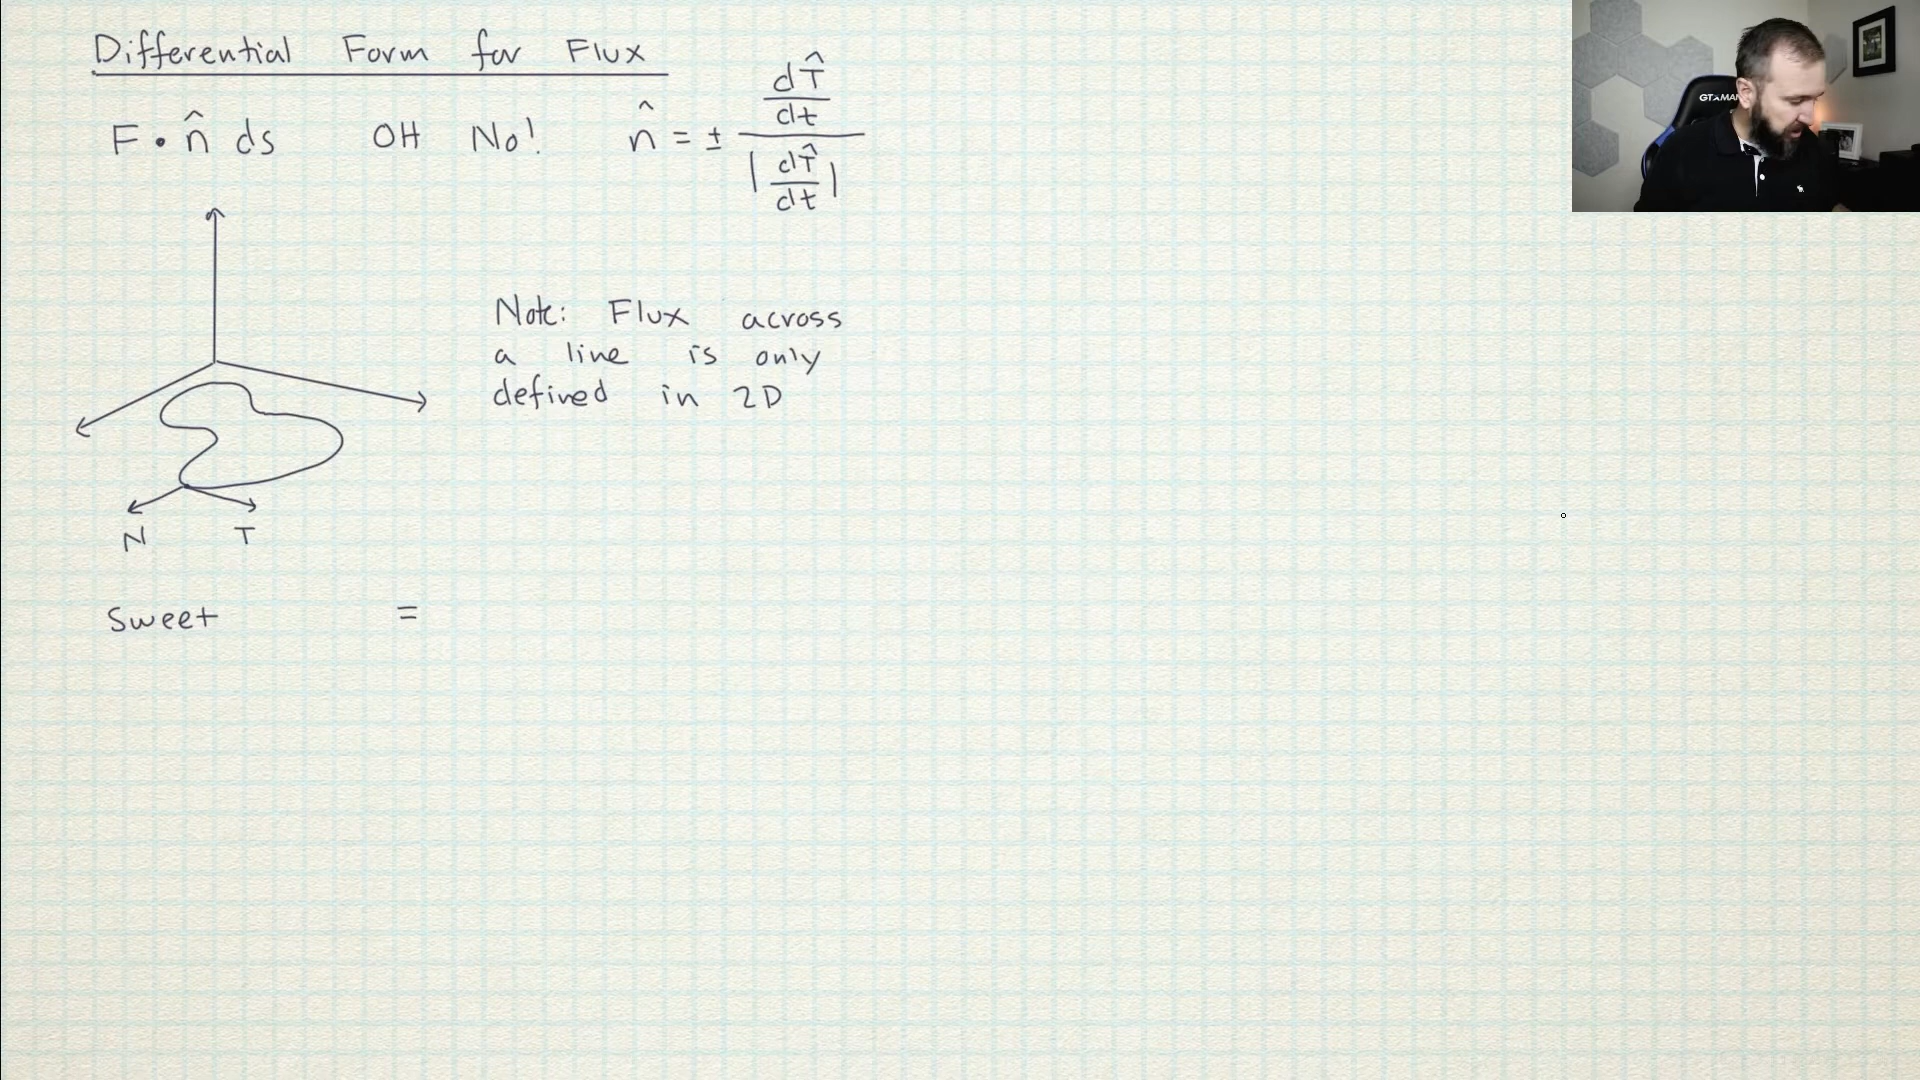 Differential Form for Flux
F • n̂ ds OH No! n̂ = ± dT̂/dt / |dT̂/dt|
GTXMAN
Note: Flux across
a line is only
defined in 2D
N T
Sweet =